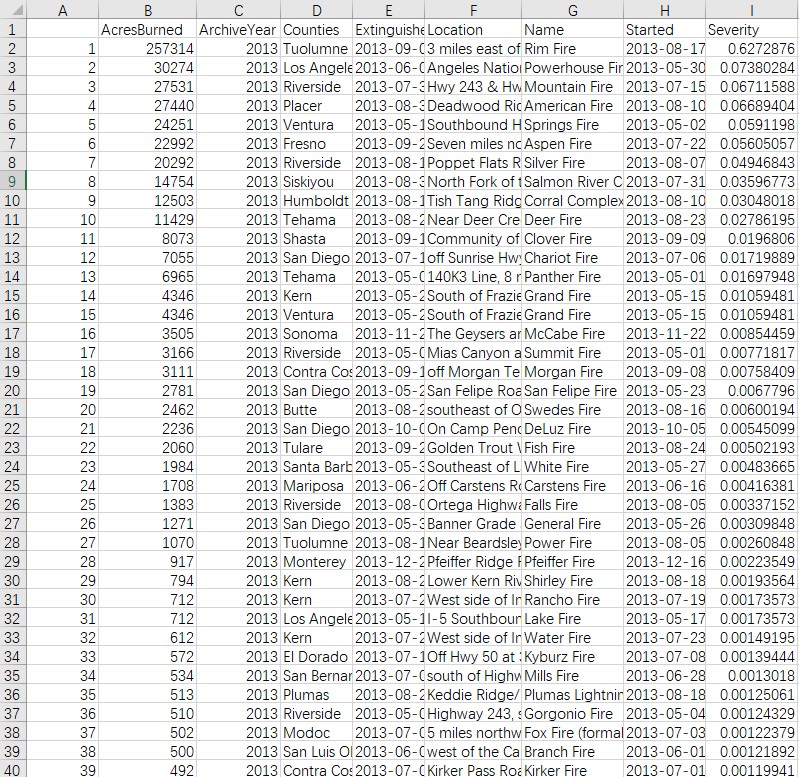 A B C D E F G H I
1 AcresBurned ArchiveYear Counties Extinguishe Location Name Started Severity
2 1 257314 2013 Tuolumne 2013-09-0 3 miles east of Rim Fire 2013-08-17 0.6272876
3 2 30274 2013 Los Angele 2013-06-0 Angeles Natio Powerhouse Fir 2013-05-30 0.07380284
4 3 27531 2013 Riverside 2013-07-3 Hwy 243 & Hw Mountain Fire 2013-07-15 0.06711588
5 4 27440 2013 Placer 2013-08-3 Deadwood Rid American Fire 2013-08-10 0.06689404
6 5 24251 2013 Ventura 2013-05-1 Southbound H Springs Fire 2013-05-02 0.0591198
7 6 22992 2013 Fresno 2013-09-2 Seven miles no Aspen Fire 2013-07-22 0.05605057
8 7 20292 2013 Riverside 2013-08-1 Poppet Flats R Silver Fire 2013-08-07 0.04946843
9 8 14754 2013 Siskiyou 2013-08-3 North Fork of t Salmon River C 2013-07-31 0.03596773
10 9 12503 2013 Humboldt 2013-08-1 Tish Tang Ridg Corral Complex 2013-08-10 0.03048018
11 10 11429 2013 Tehama 2013-08-2 Near Deer Cre Deer Fire 2013-08-23 0.02786195
12 11 8073 2013 Shasta 2013-09-1 Community of Clover Fire 2013-09-09 0.0196806
13 12 7055 2013 San Diego 2013-07-1 off Sunrise Hwy Chariot Fire 2013-07-06 0.01719889
14 13 6965 2013 Tehama 2013-05-0 140K3 Line, 8 r Panther Fire 2013-05-01 0.01697948
15 14 4346 2013 Kern 2013-05-2 South of Frazie Grand Fire 2013-05-15 0.01059481
16 15 4346 2013 Ventura 2013-05-2 South of Frazie Grand Fire 2013-05-15 0.01059481
17 16 3505 2013 Sonoma 2013-11-2 The Geysers ar McCabe Fire 2013-11-22 0.00854459
18 17 3166 2013 Riverside 2013-05-0 Mias Canyon a Summit Fire 2013-05-01 0.00771817
19 18 3111 2013 Contra Cos 2013-09-1 off Morgan Te Morgan Fire 2013-09-08 0.00758409
20 19 2781 2013 San Diego 2013-05-2 San Felipe Roa San Felipe Fire 2013-05-23 0.0067796
21 20 2462 2013 Butte 2013-08-2 southeast of O Swedes Fire 2013-08-16 0.00600194
22 21 2236 2013 San Diego 2013-10-0 On Camp Pend DeLuz Fire 2013-10-05 0.00545099
23 22 2060 2013 Tulare 2013-09-2 Golden Trout Fish Fire 2013-08-24 0.00502193
24 23 1984 2013 Santa Barb 2013-05-3 Southeast of L White Fire 2013-05-27 0.00483665
25 24 1708 2013 Mariposa 2013-06-2 Off Carstens Ro Carstens Fire 2013-06-16 0.00416381
26 25 1383 2013 Riverside 2013-08-0 Ortega Highwa Falls Fire 2013-08-05 0.00337152
27 26 1271 2013 San Diego 2013-05-3 Banner Grade General Fire 2013-05-26 0.00309848
28 27 1070 2013 Tuolumne 2013-08-1 Near Beardsley Power Fire 2013-08-05 0.00260848
29 28 917 2013 Monterey 2013-12-2 Pfeiffer Ridge Pfeiffer Fire 2013-12-16 0.00223549
30 29 794 2013 Kern 2013-08-2 Lower Kern Riv Shirley Fire 2013-08-18 0.00193564
31 30 712 2013 Kern 2013-07-2 West side of In Rancho Fire 2013-07-19 0.00173573
32 31 712 2013 Los Angele 2013-05-1 I-5 Southboun Lake Fire 2013-05-17 0.00173573
33 32 612 2013 Kern 2013-07-2 West side of In Water Fire 2013-07-23 0.00149195
34 33 572 2013 El Dorado 2013-07-1 Off Hwy 50 at Kyburz Fire 2013-07-08 0.00139444
35 34 534 2013 San Bernar 2013-07-0 south of Highw Mills Fire 2013-06-28 0.0013018
36 35 513 2013 Plumas 2013-08-2 Keddie Ridge/ Plumas Lightnin 2013-08-18 0.00125061
37 36 510 2013 Riverside 2013-05-0 Highway 243, s Gorgonio Fire 2013-05-04 0.00124329
38 37 502 2013 Modoc 2013-07-0 5 miles northw Fox Fire (formal 2013-07-03 0.00122379
39 38 500 2013 San Luis Ol 2013-06-0 west of the Ca Branch Fire 2013-06-01 0.00121892
40 39 492 2013 Contra Cos 2013-07-0 Kirker Pass Roa Kirker Fire 2013-07-01 0.00119941